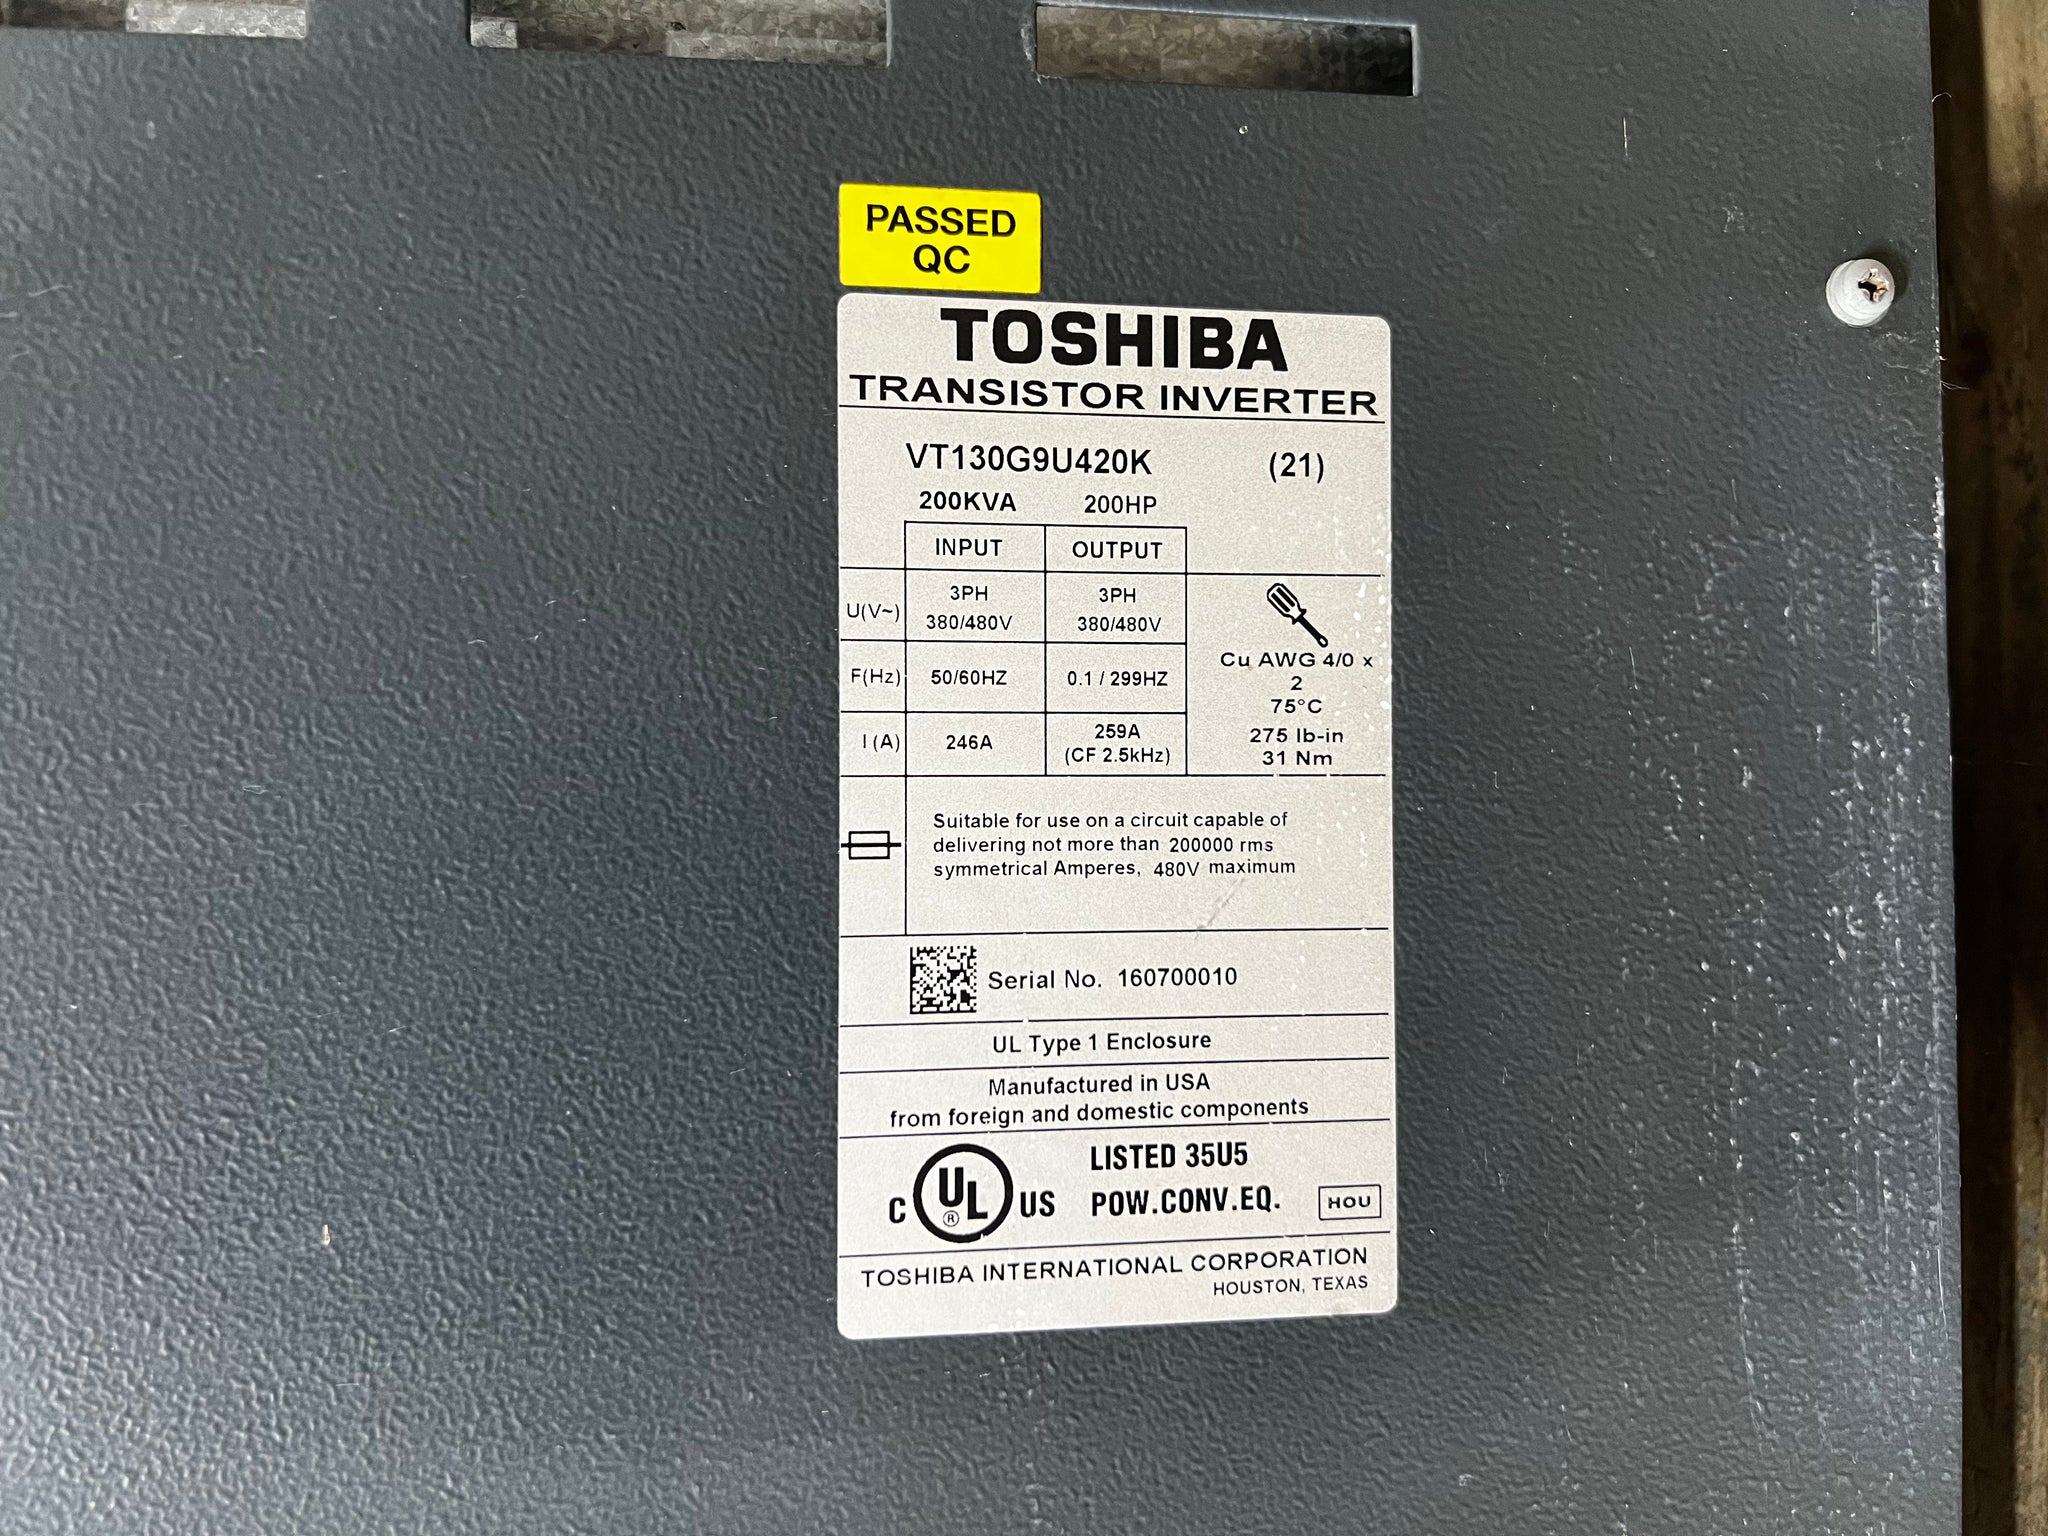 PASSED
QC
TOSHIBA
TRANSISTOR INVERTER
VT130G9U420K (21)
200KVA 200HP
INPUT OUTPUT
U(V~) 3PH 380/480V 3PH 380/480V
F(Hz) 50/60HZ 0.1 / 299HZ
I (A) 246A 259A (CF 2.5kHz)
Cu AWG 4/0 x
2
75°C
275 lb-in
31 Nm
Suitable for use on a circuit capable of
delivering not more than 200000 rms
symmetrical Amperes, 480V maximum
Serial No. 160700010
UL Type 1 Enclosure
Manufactured in USA
from foreign and domestic components
LISTED 35U5
C UL ® US POW.CONV.EQ. HOU
TOSHIBA INTERNATIONAL CORPORATION
HOUSTON, TEXAS